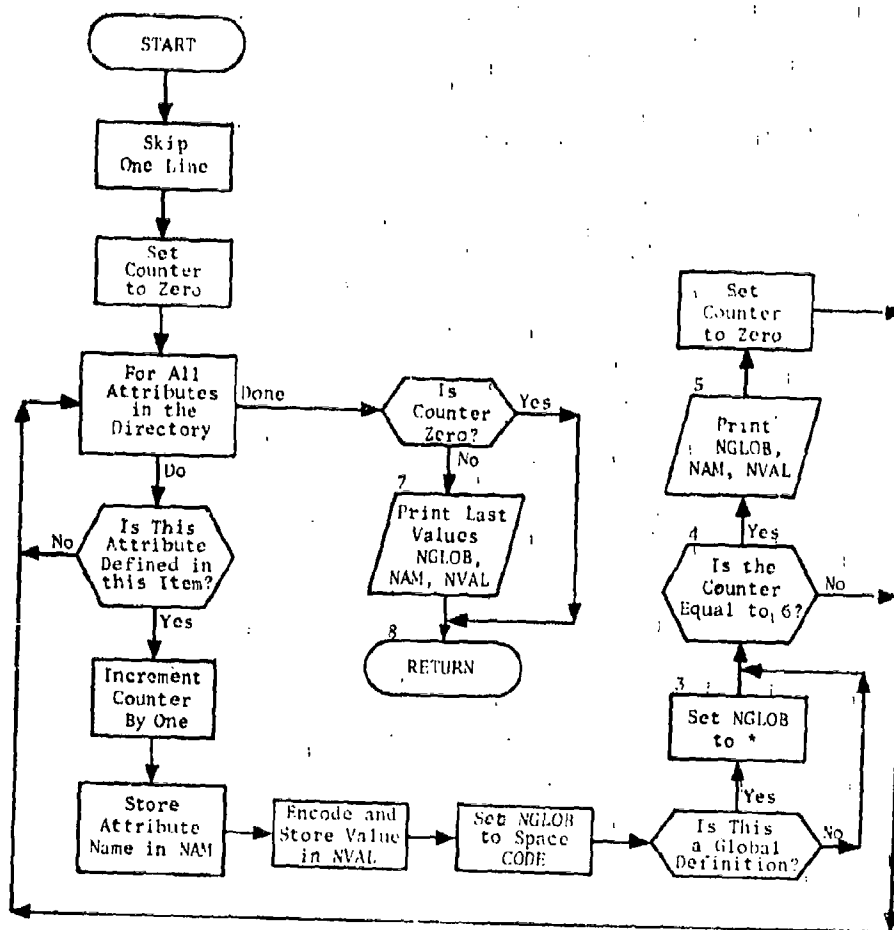 START
Skip
One Line
Set
Counter
to Zero
For All
Attributes
in the
Directory
Done
Do
Is
Counter
Zero?
Yes
No
7
Print Last
Values
NGLOB,
NAM, NVAL
8
RETURN
Is This
Attribute
Defined in
this Item?
No
Yes
Increment
Counter
By One
Store
Attribute
Name in NAM
Encode and
Store Value
in NVAL
Set NGLOB
to Space
CODE
Is This
a Global
Definition?
No
Yes
3
Set NGLOB
to *
4
Is the
Counter
Equal to 6?
No
Yes
5
Print
NGLOB,
NAM, NVAL
Set
Counter
to Zero